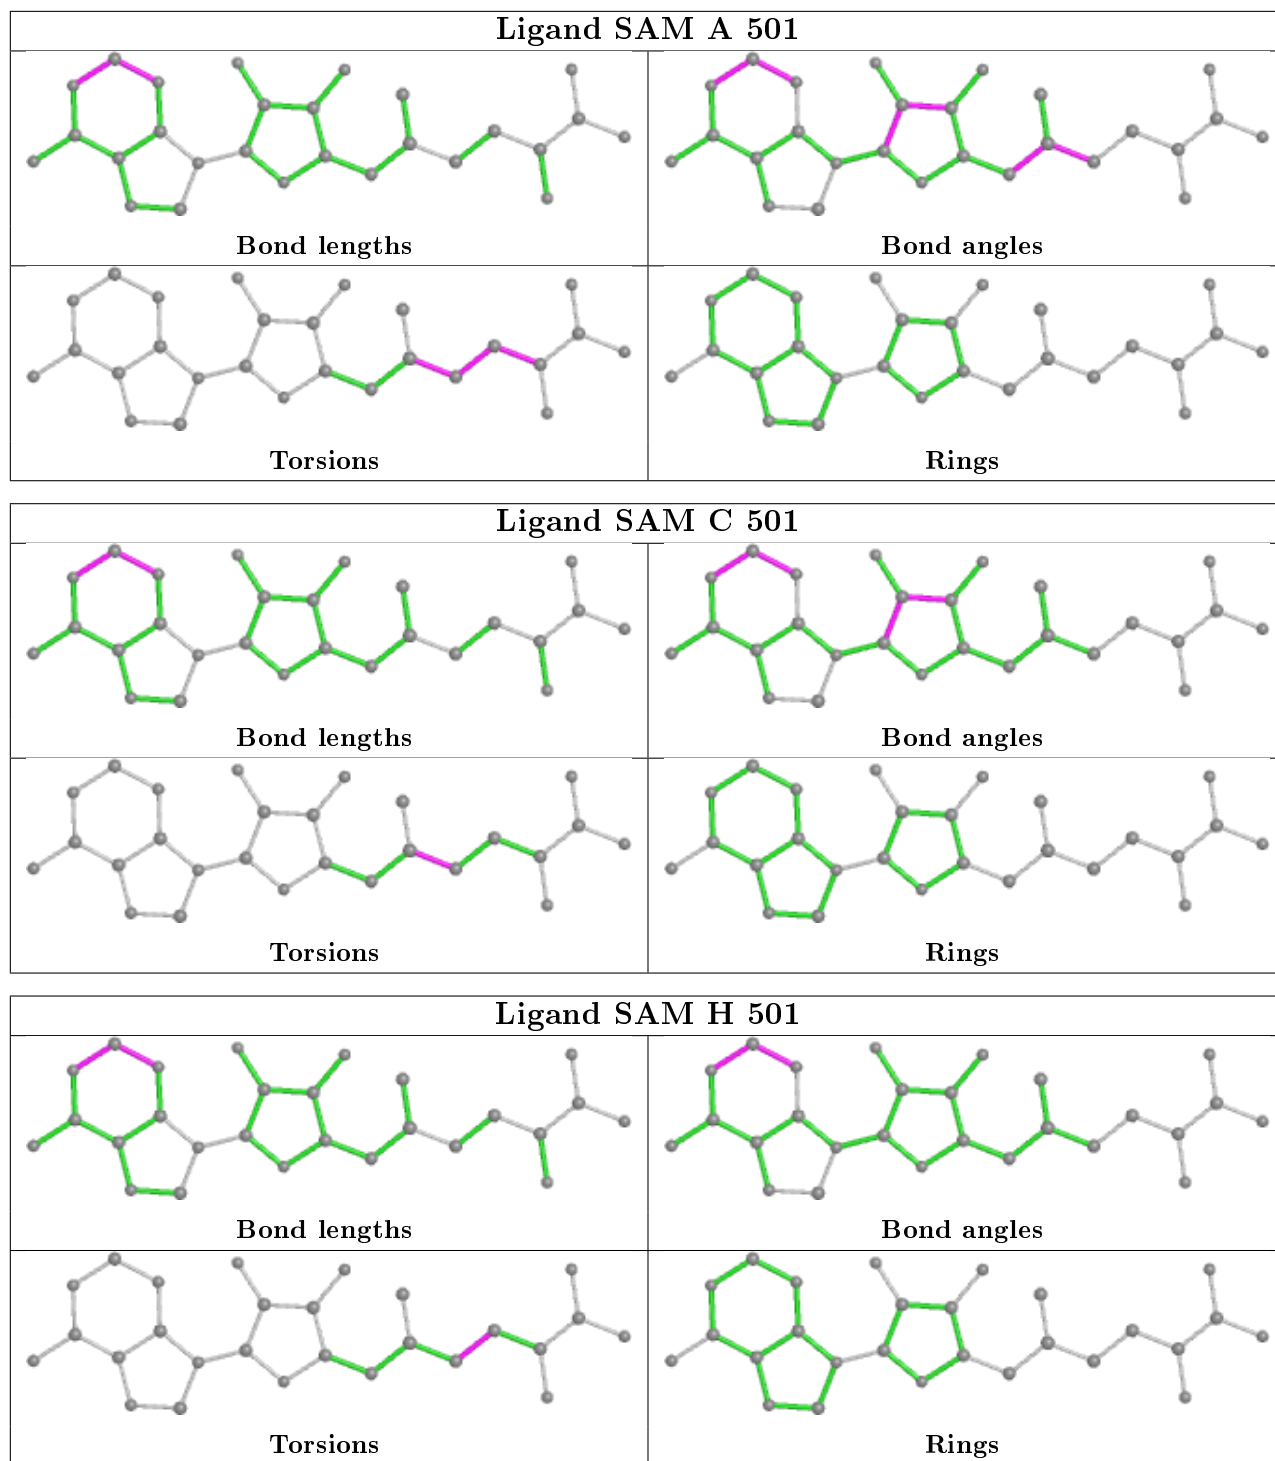 Ligand SAM A 501
Bond lengths
Bond angles
Torsions
Rings
Ligand SAM C 501
Bond lengths
Bond angles
Torsions
Rings
Ligand SAM H 501
Bond lengths
Bond angles
Torsions
Rings